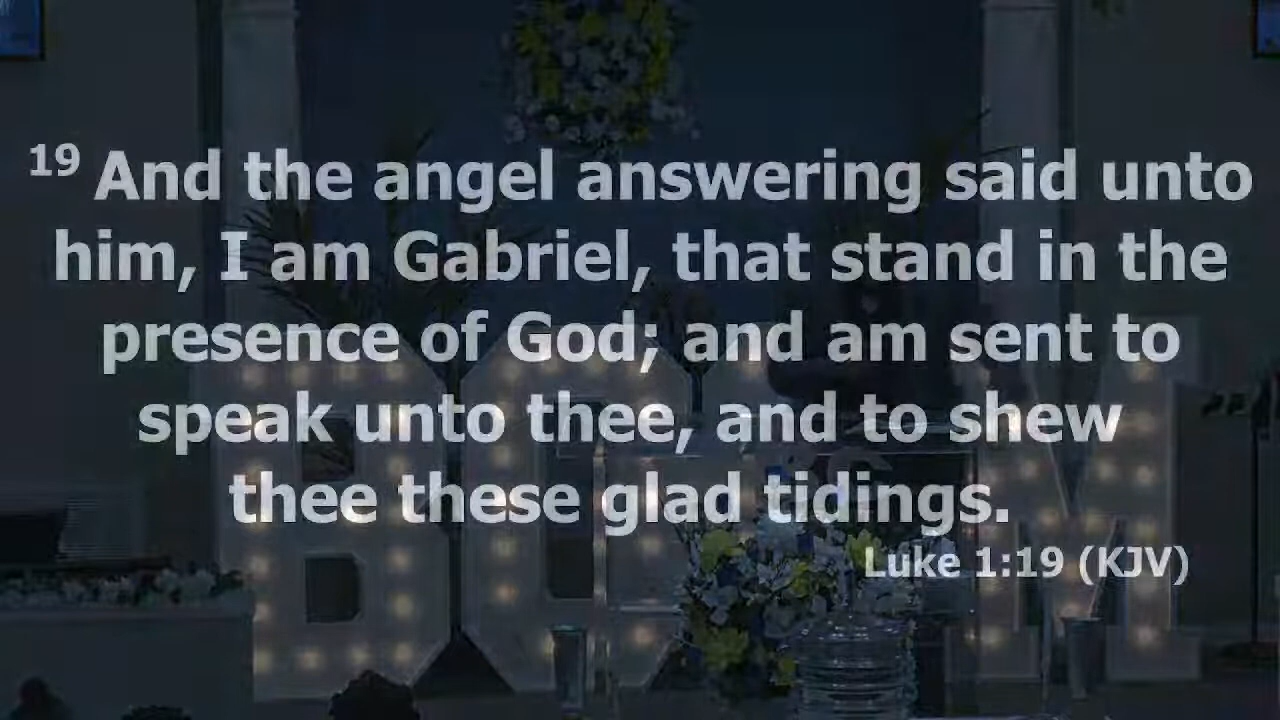 19 And the angel answering said unto
him, I am Gabriel, that stand in the
presence of God; and am sent to
speak unto thee, and to shew
thee these glad tidings.
Luke 1:19 (KJV)